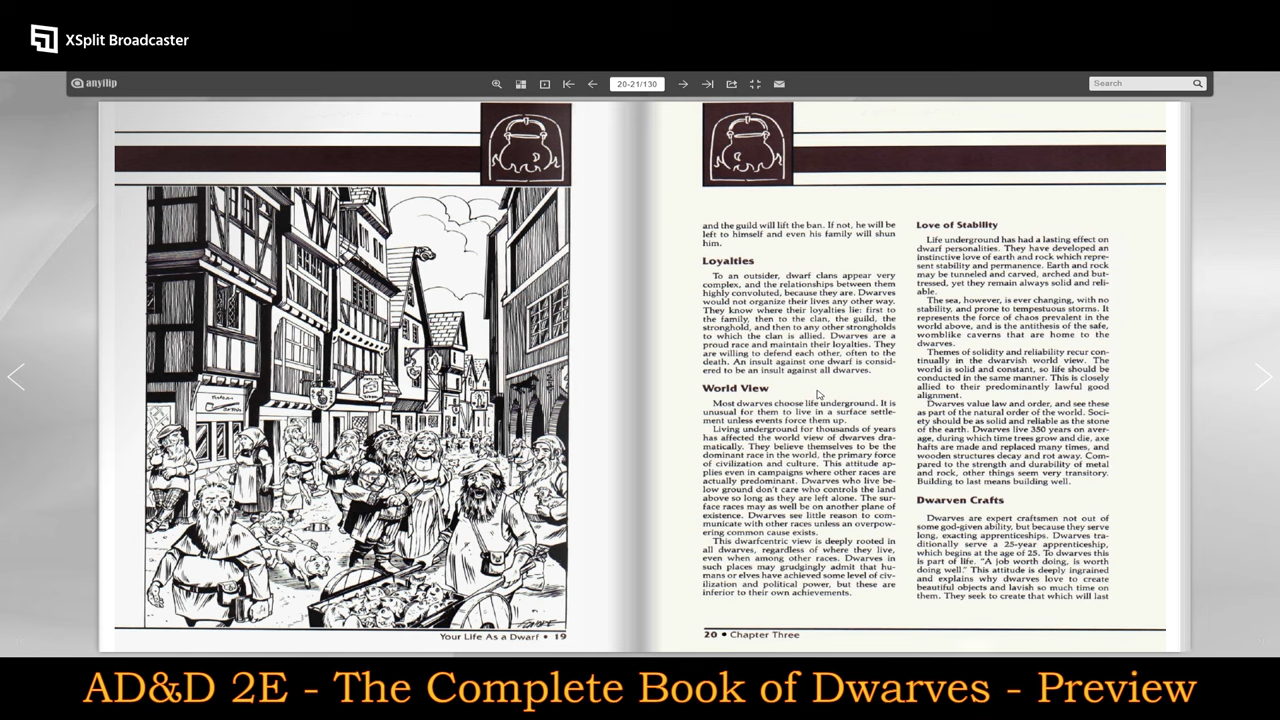 XSplit Broadcaster
anyflip
20-21/130
Search
Your Life As a Dwarf • 19
and the guild will lift the ban. If not, he will be
left to himself and even his family will shun
him.
Loyalties
To an outsider, dwarf clans appear very
complex, and the relationships between them
highly convoluted, because they are. Dwarves
would not organize their lives any other way.
They know where their loyalties lie: first to
the family, then to the clan, the guild, the
stronghold, and then to any other strongholds
to which the clan is allied. Dwarves are a
proud race and maintain their loyalties. They
are willing to defend each other, often to the
death. An insult against one dwarf is consid-
ered to be an insult against all dwarves.
World View
Most dwarves choose life underground. It is
unusual for them to live in a surface settle-
ment unless events force them up.
Living underground for thousands of years
has affected the world view of dwarves dra-
matically. They believe themselves to be the
dominant race in the world, the primary force
of civilization and culture. This attitude ap-
plies even in campaigns where other races are
actually predominant. Dwarves who live be-
low ground don't care who controls the land
above so long as they are left alone. The sur-
face races may as well be on another plane of
existence. Dwarves see little reason to com-
municate with other races unless an overpow-
ering common cause exists.
This dwarfcentric view is deeply rooted in
all dwarves, regardless of where they live,
even when among other races. Dwarves in
such places may grudgingly admit that hu-
mans or elves have achieved some level of civ-
ilization and political power, but these are
inferior to their own achievements.
Love of Stability
Life underground has had a lasting effect on
dwarf personalities. They have developed an
instinctive love of earth and rock which repre-
sent stability and permanence. Earth and rock
may be tunneled and carved, arched and but-
tressed, yet they remain always solid and reli-
able.
The sea, however, is ever changing, with no
stability, and prone to tempestuous storms. It
represents the force of chaos prevalent in the
world above, and is the antithesis of the safe,
womblike caverns that are home to the
dwarves.
Themes of solidity and reliability recur con-
tinually in the dwarvish world view. The
world is solid and constant, so life should be
conducted in the same manner. This is closely
allied to their predominantly lawful good
alignment.
Dwarves value law and order, and see these
as part of the natural order of the world. Soci-
ety should be as solid and reliable as the stone
of the earth. Dwarves live 350 years on aver-
age, during which time trees grow and die, axe
hafts are made and replaced many times, and
wooden structures decay and rot away. Com-
pared to the strength and durability of metal
and rock, other things seem very transitory.
Building to last means building well.
Dwarven Crafts
Dwarves are expert craftsmen not out of
some god-given ability, but because they serve
long, exacting apprenticeships. Dwarves tra-
ditionally serve a 25-year apprenticeship,
which begins at the age of 25. To dwarves this
is part of life. "A job worth doing, is worth
doing well." This attitude is deeply ingrained
and explains why dwarves love to create
beautiful objects and lavish so much time on
them. They seek to create that which will last
20 • Chapter Three
AD&D 2E - The Complete Book of Dwarves - Preview